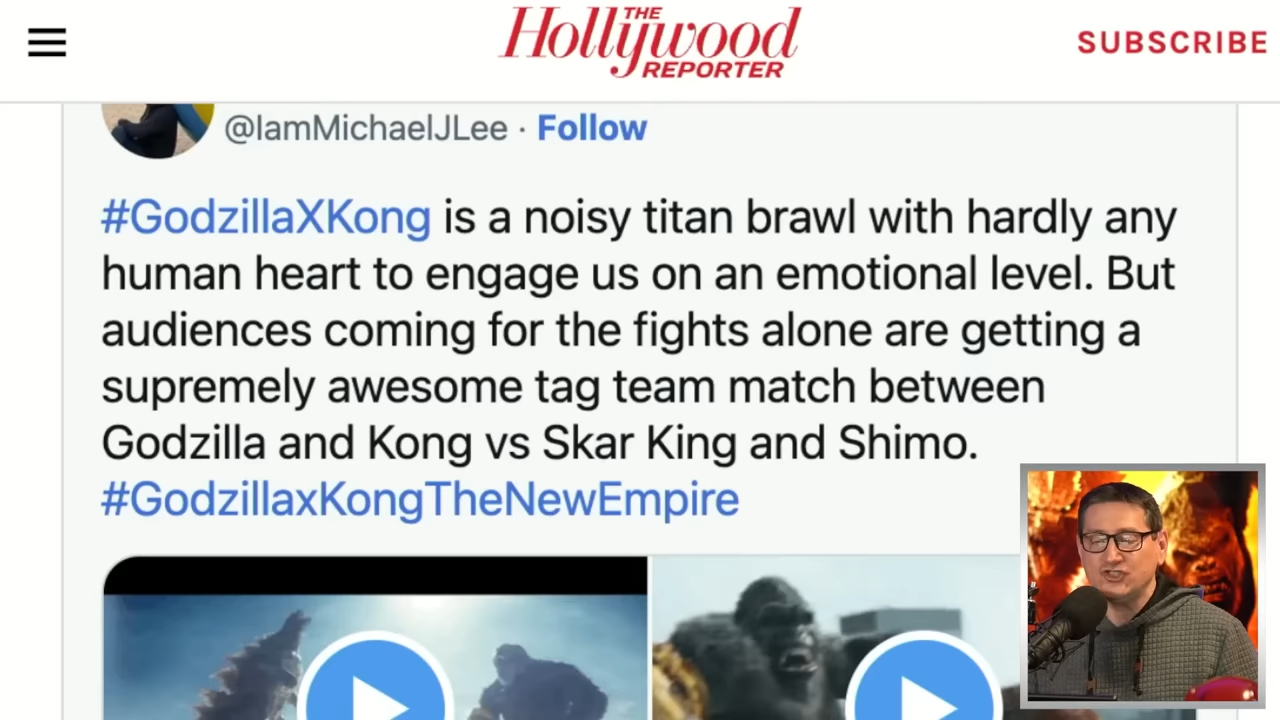 THE
Hollywood
REPORTER
SUBSCRIBE
@IamMichaelJLee · Follow
#GodzillaXKong is a noisy titan brawl with hardly any
human heart to engage us on an emotional level. But
audiences coming for the fights alone are getting a
supremely awesome tag team match between
Godzilla and Kong vs Skar King and Shimo.
#GodzillaxKongTheNewEmpire